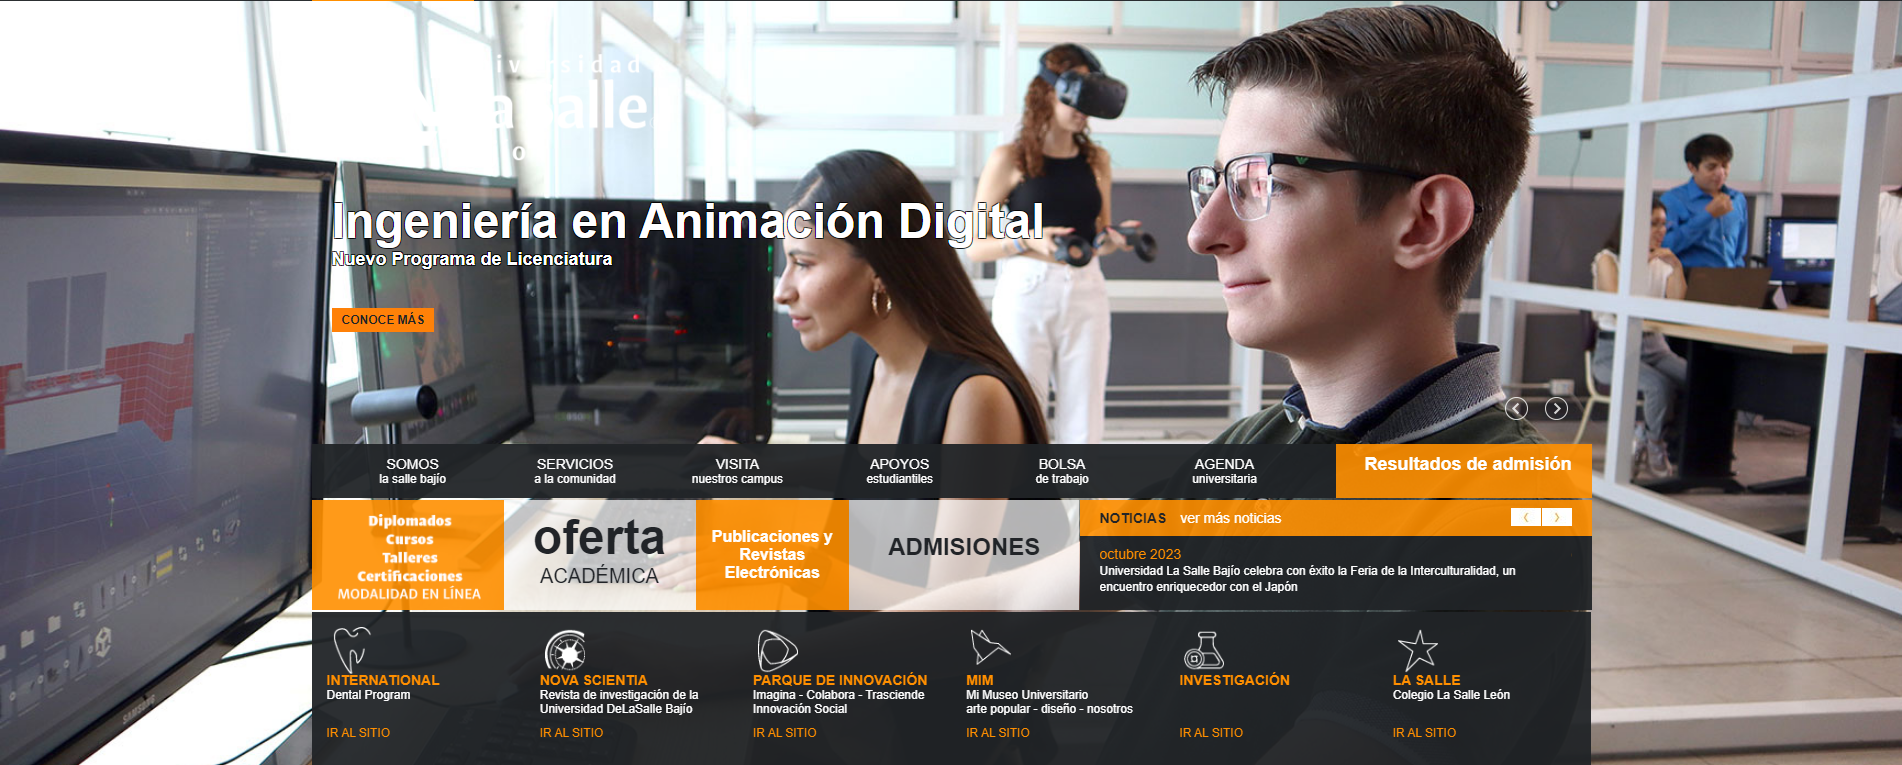 Ingeniería en Animación Digital
Nuevo Programa de Licenciatura
CONOCE MÁS
SOMOS
la salle bajío
SERVICIOS
a la comunidad
VISITA
nuestros campus
APOYOS
estudiantiles
BOLSA
de trabajo
AGENDA
universitaria
Resultados de admisión
Diplomados
Cursos
Talleres
Certificaciones
MODALIDAD EN LÍNEA
oferta
ACADÉMICA
Publicaciones y
Revistas
Electrónicas
ADMISIONES
NOTICIAS ver más noticias
octubre 2023
Universidad La Salle Bajío celebra con éxito la Feria de la Interculturalidad, un
encuentro enriquecedor con el Japón
INTERNATIONAL
Dental Program
IR AL SITIO
NOVA SCIENTIA
Revista de investigación de la
Universidad DeLaSalle Bajío
IR AL SITIO
PARQUE DE INNOVACIÓN
Imagina - Colabora - Trasciende
Innovación Social
IR AL SITIO
MIM
Mi Museo Universitario
arte popular - diseño - nosotros
IR AL SITIO
INVESTIGACIÓN
IR AL SITIO
LA SALLE
Colegio La Salle León
IR AL SITIO
SAMSUNG